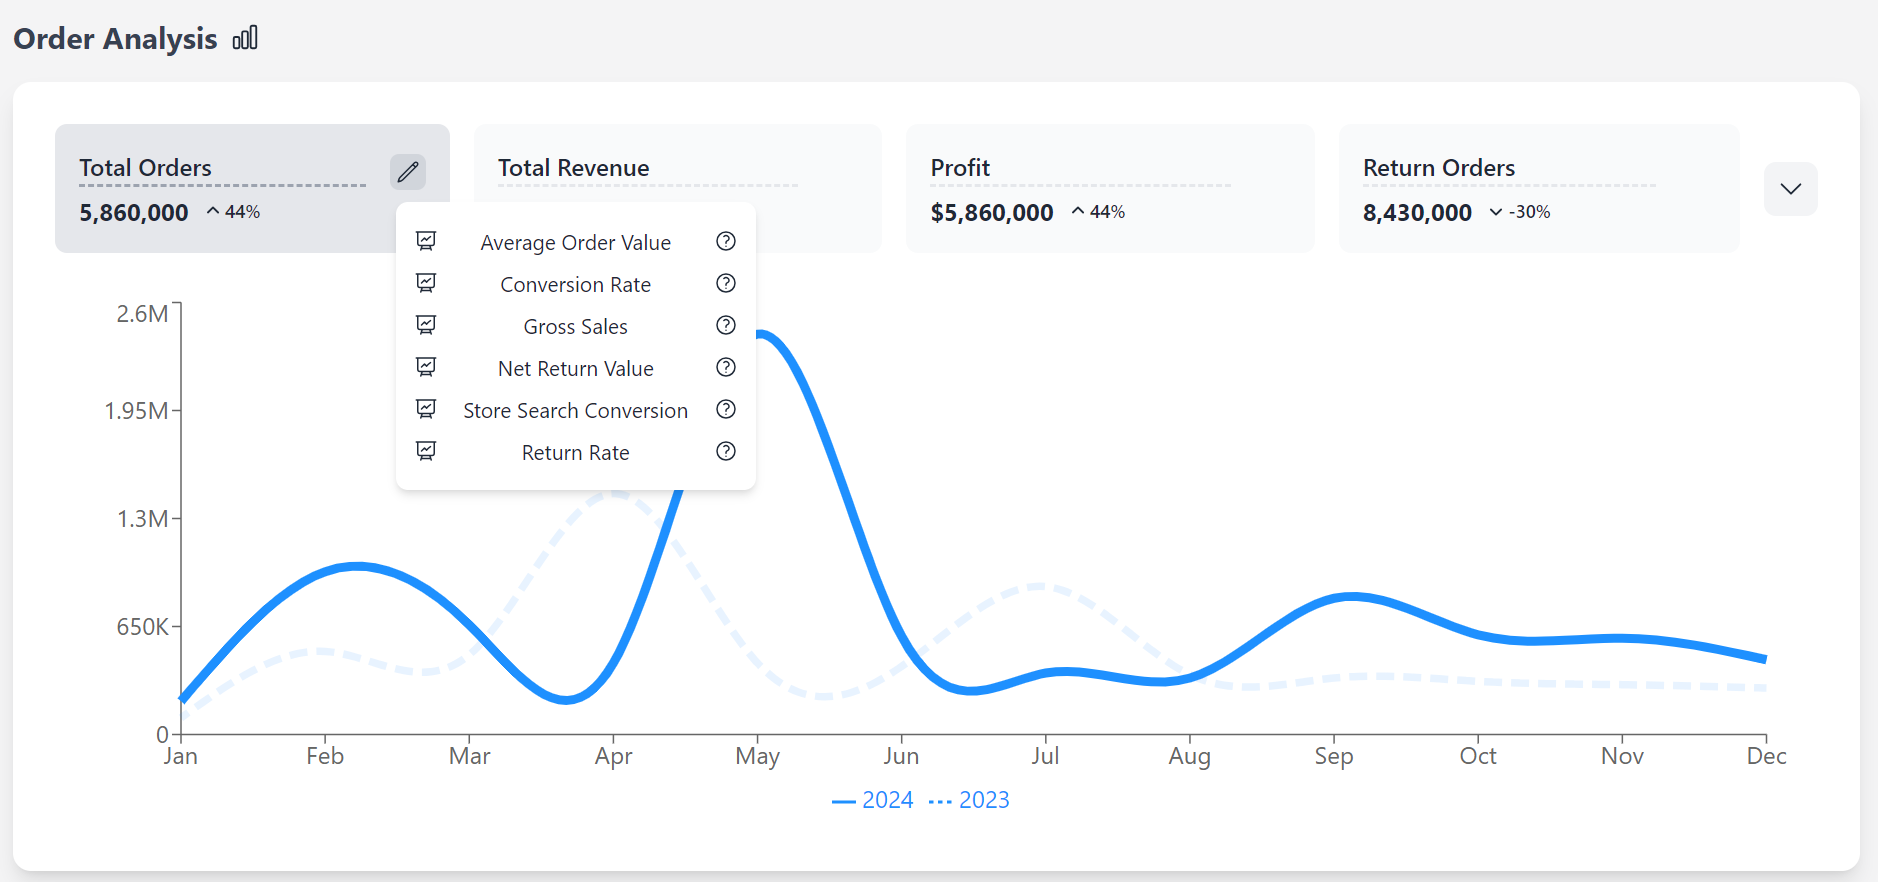 Order Analysis
Total Orders
5,860,000 44%
Total Revenue
Profit
$5,860,000 44%
Return Orders
8,430,000 -30%
Average Order Value
Conversion Rate
Gross Sales
Net Return Value
Store Search Conversion
Return Rate
2.6M
1.95M
1.3M
650K
0
Jan Feb Mar Apr May Jun Jul Aug Sep Oct Nov Dec
2024 2023